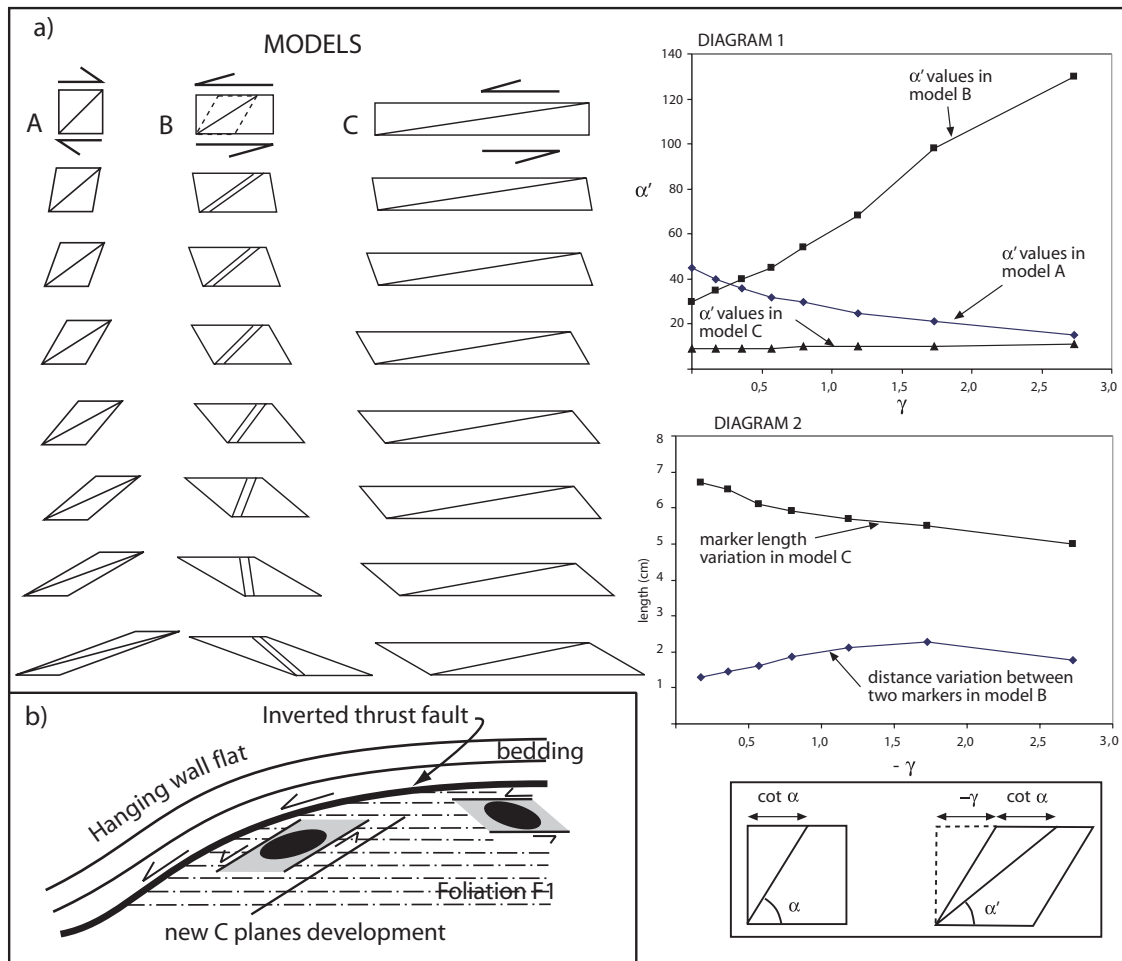 a)
MODELS
A
B
C
DIAGRAM 1
140
120
100
80
60
40
20
α′
α′ values in
model B
α′ values in
model A
α′ values in
model C
0,5
1,0
1,5
2,0
2,5
3,0
γ
DIAGRAM 2
8
7
6
5
4
3
2
1
length (cm)
marker length
variation in model C
distance variation between
two markers in model B
0,5
1,0
1,5
2,0
2,5
3,0
- γ
b)
Inverted thrust fault
bedding
Hanging wall flat
Foliation F1
new C planes development
cot α
α
–γ
cot α
α′